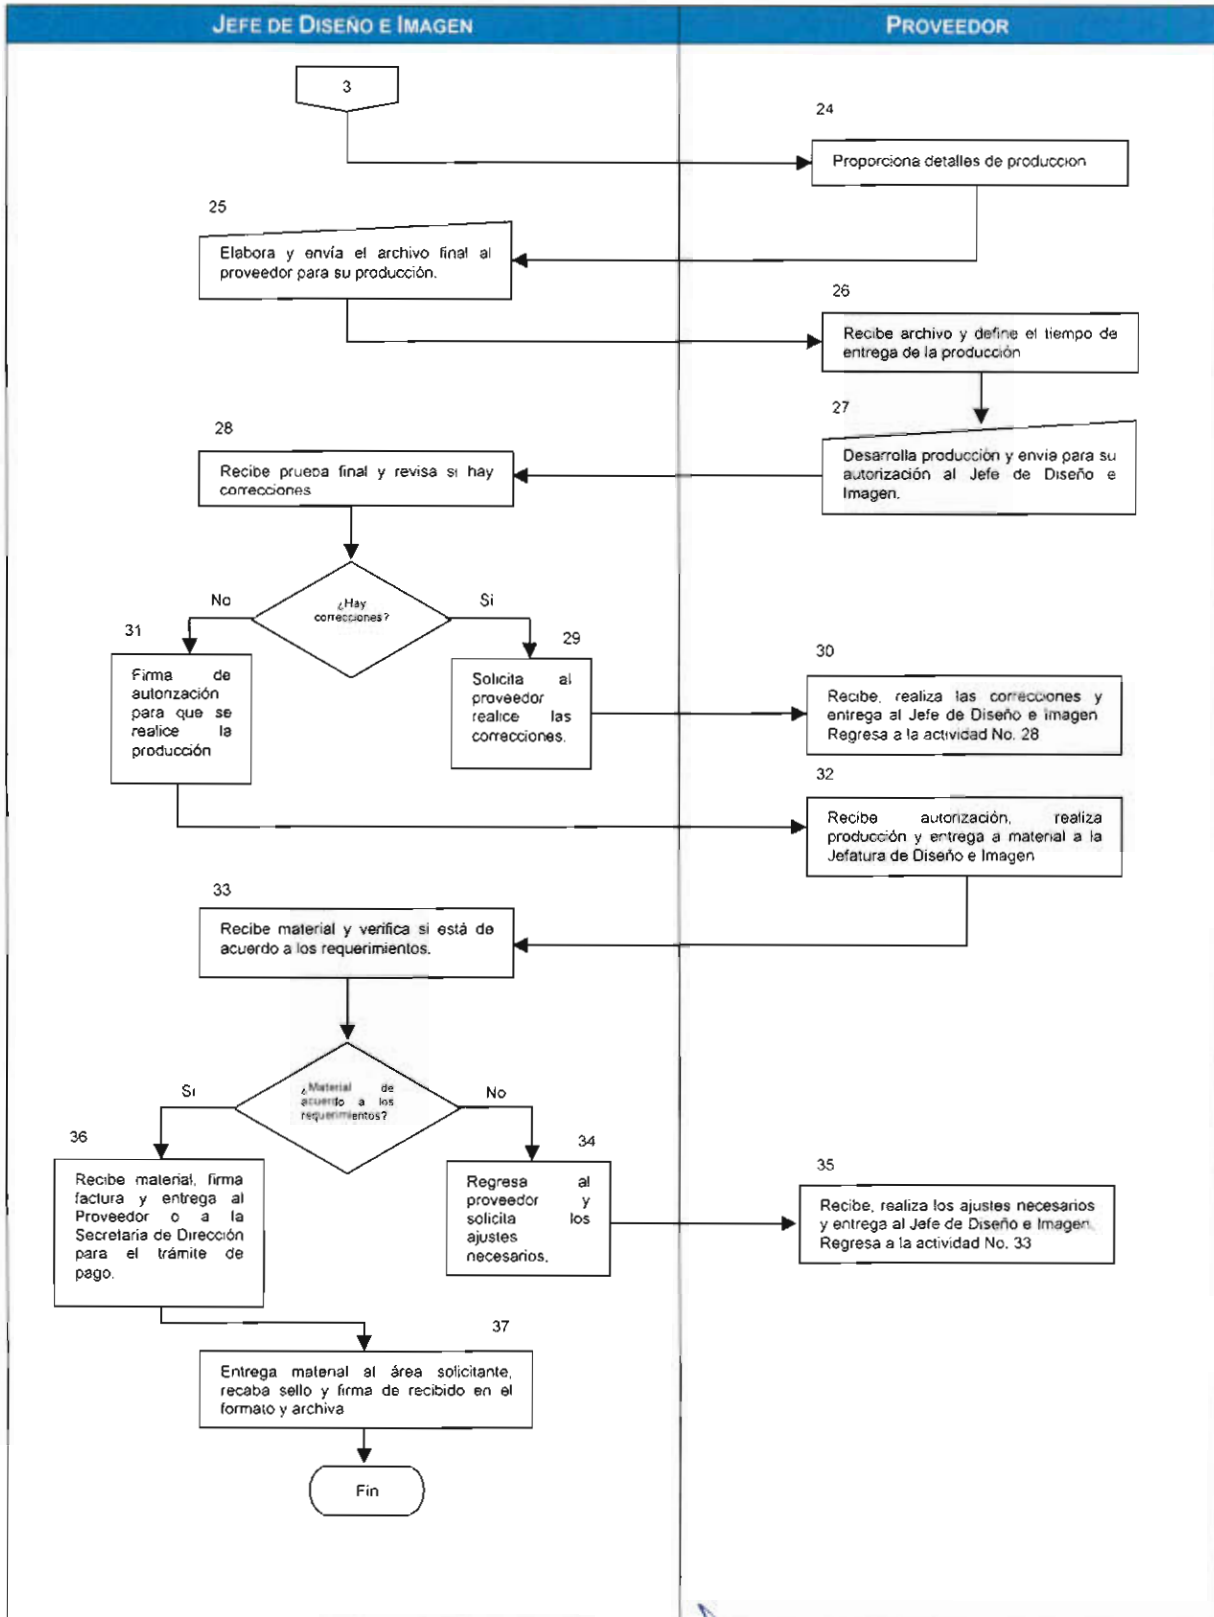 JEFE DE DISEÑO E IMAGEN
PROVEEDOR
3
24
Proporciona detalles de produccion
25
Elabora y envía el archivo final al
proveedor para su producción.
26
Recibe archivo y define el tiempo de
entrega de la producción
27
Desarrolla producción y envia para su
autorización al Jefe de Diseño e
Imagen.
28
Recibe prueba final y revisa si hay
correcciones
¿Hay
correcciones?
No
Si
31
Firma de
autorización
para que se
realice la
producción
29
Solicita al
proveedor
realice las
correcciones.
30
Recibe, realiza las correcciones y
entrega al Jefe de Diseño e Imagen
Regresa a la actividad No. 28
32
Recibe autorización, realiza
producción y entrega a material a la
Jefatura de Diseño e Imagen
33
Recibe material y verifica si está de
acuerdo a los requerimientos.
¿Material de
acuerdo a los
requerimientos?
Si
No
36
Recibe material, firma
factura y entrega al
Proveedor o a la
Secretaria de Dirección
para el trámite de
pago.
34
Regresa al
proveedor y
solicita los
ajustes
necesarios.
35
Recibe, realiza los ajustes necesarios
y entrega al Jefe de Diseño e Imagen.
Regresa a la actividad No. 33
37
Entrega material al área solicitante,
recaba sello y firma de recibido en el
formato y archiva
Fin